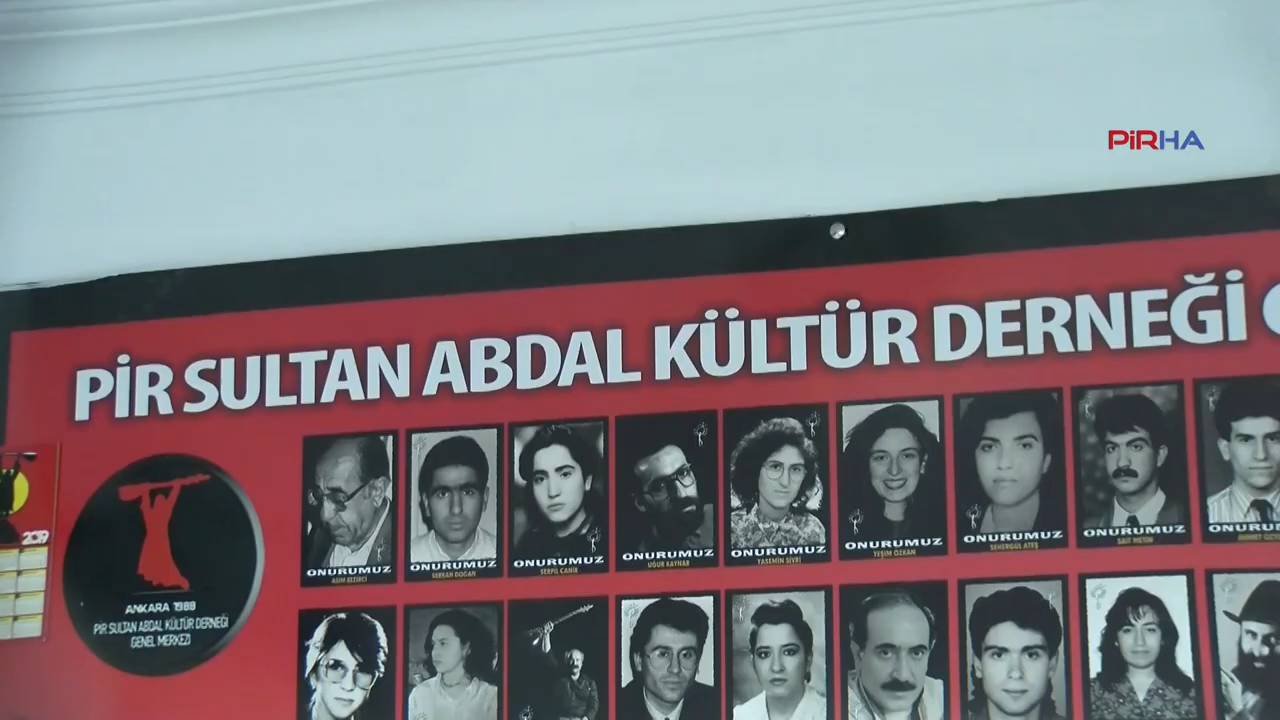 PİRHA
PİR SULTAN ABDAL KÜLTÜR DERNEĞİ
2019
ANKARA 1988
PİR SULTAN ABDAL KÜLTÜR DERNEĞİ
GENEL MERKEZİ
ONURUMUZ
ASIM BEZİRCİ
ONURUMUZ
SERKAN DOĞAN
ONURUMUZ
SERPİL CANİK
ONURUMUZ
UĞUR KAYNAR
ONURUMUZ
YASEMİN SİVRİ
ONURUMUZ
YEŞİM ÖZKAN
ONURUMUZ
SEHERGÜL ATEŞ
ONURUMUZ
SAİT METİN